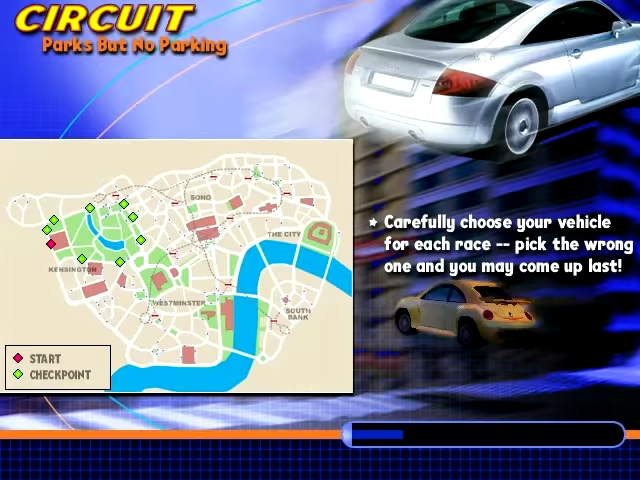 CIRCUIT
Parks But No Parking
SOHO
THE CITY
KENSINGTON
WESTMINSTER
SOUTH
BANK
START
CHECKPOINT
★ Carefully choose your vehicle
for each race -- pick the wrong
one and you may come up last!